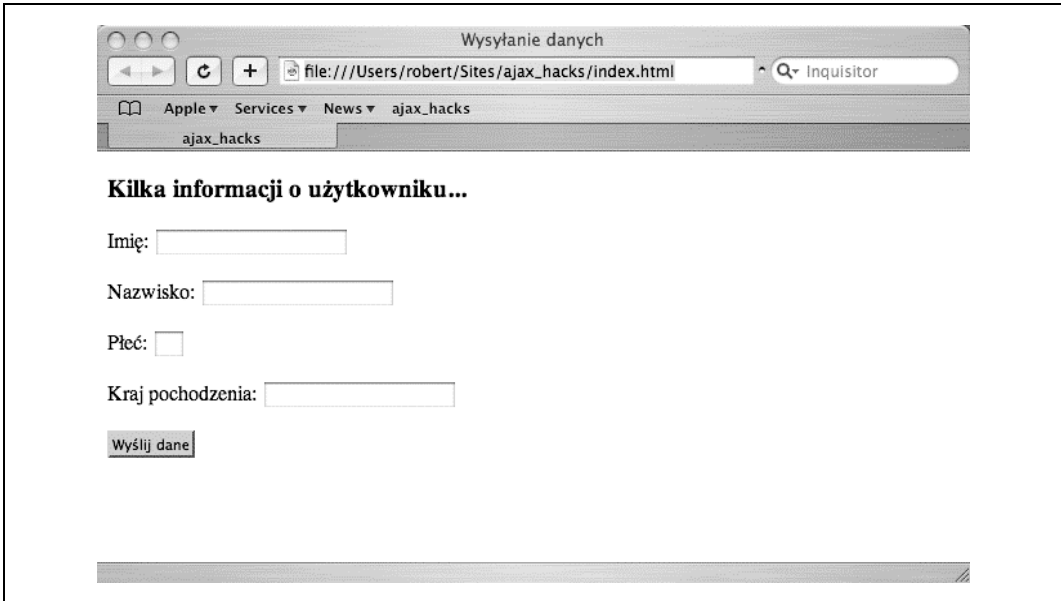 Wysyłanie danych
file:///Users/robert/Sites/ajax_hacks/index.html
Inquisitor
Apple Services News ajax_hacks
ajax_hacks
Kilka informacji o użytkowniku...
Imię:
Nazwisko:
Płeć:
Kraj pochodzenia:
Wyślij dane